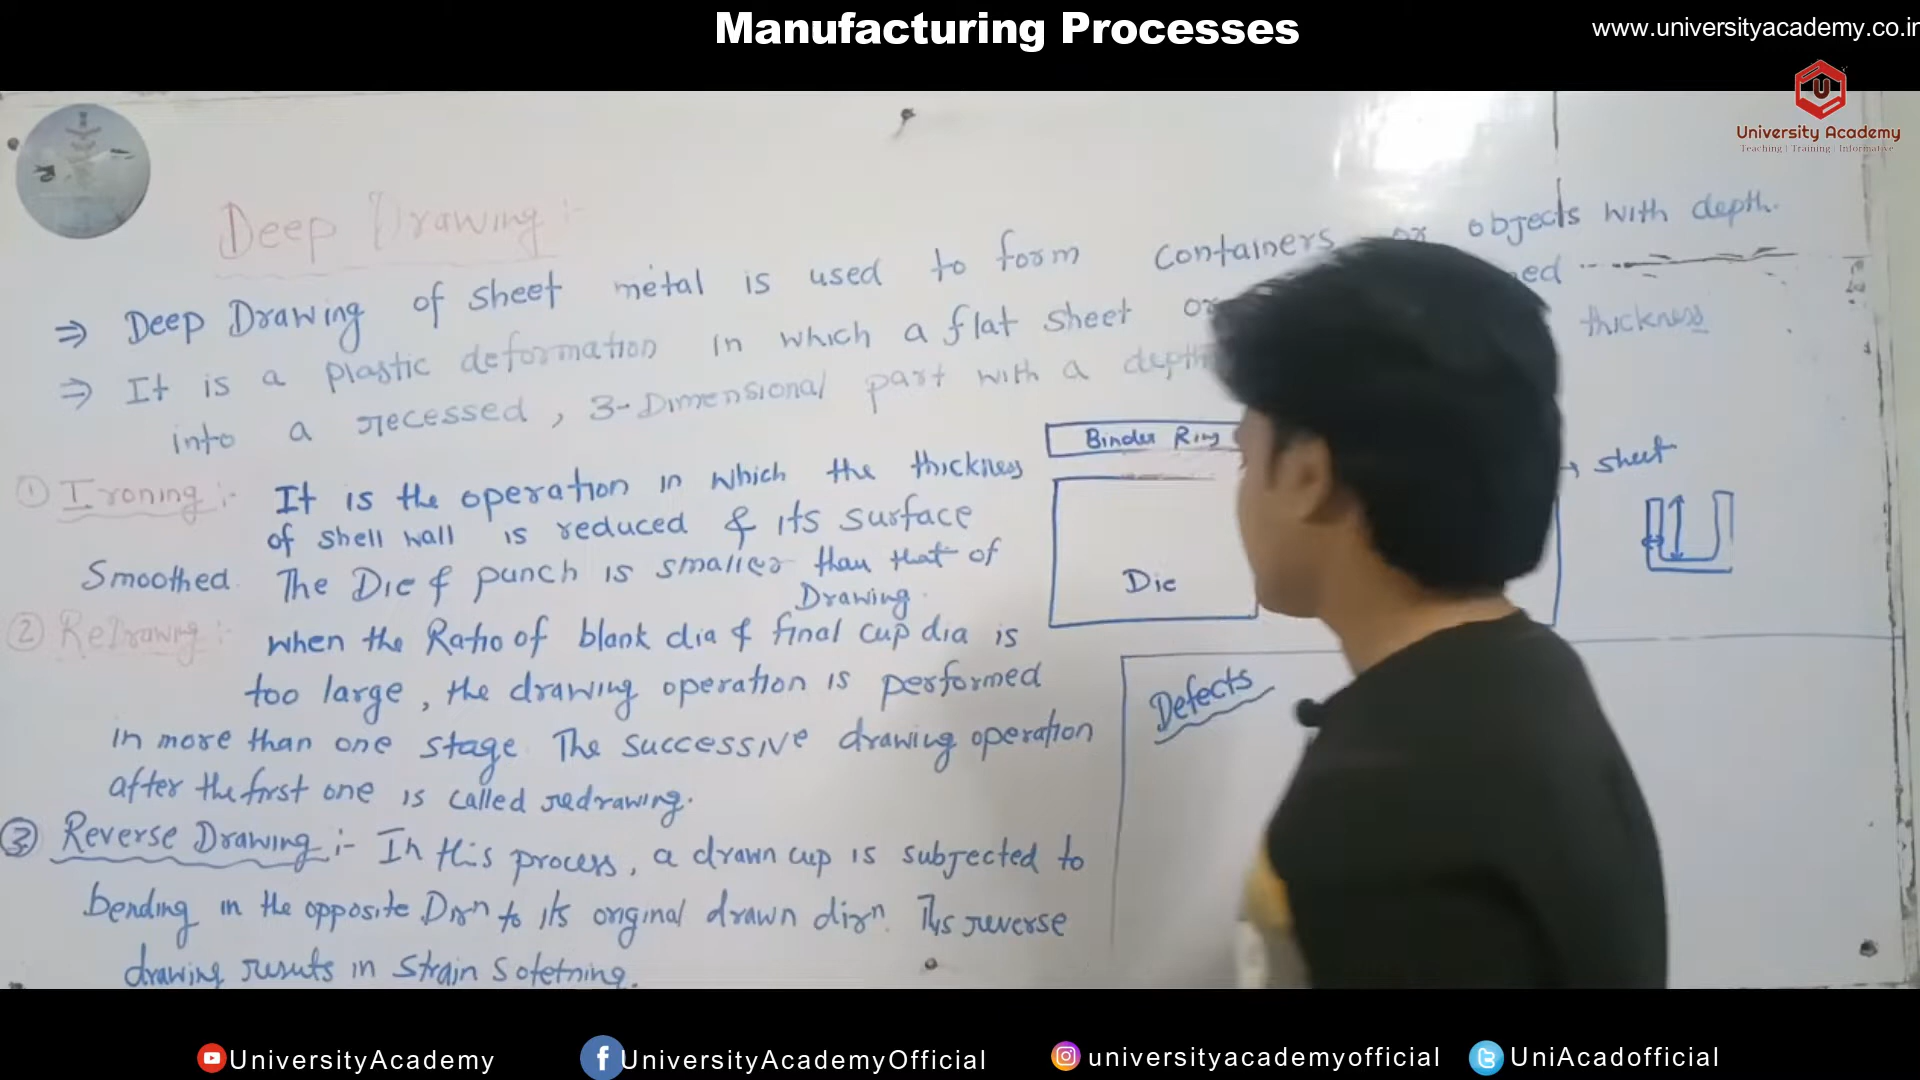 Manufacturing Processes
www.universityacademy.co.in
U
University Academy
Teaching | Training | Informative
Deep Drawing :-
⇒ Deep Drawing of sheet metal is used to form containers or objects with depth.
⇒ It is a plastic deformation in which a flat sheet or
into a recessed, 3-Dimensional part with a depth thickness
① Ironing :- It is the operation in which the thickness
of shell wall is reduced & its surface
Smoothed. The Die & punch is smaller than that of
Drawing.
② ReDrawing :- when the Ratio of blank dia & final cup dia is
too large, the drawing operation is performed
in more than one stage. The successive drawing operation
after the first one is called redrawing.
③ Reverse Drawing :- In this process, a drawn cup is subjected to
bending in the opposite Dirn to its original drawn dirn. This reverse
drawing results in strain sofetning.
Binder Ring
Die
sheet
Defects
UniversityAcademy
UniversityAcademyOfficial
universityacademyofficial
UniAcadofficial